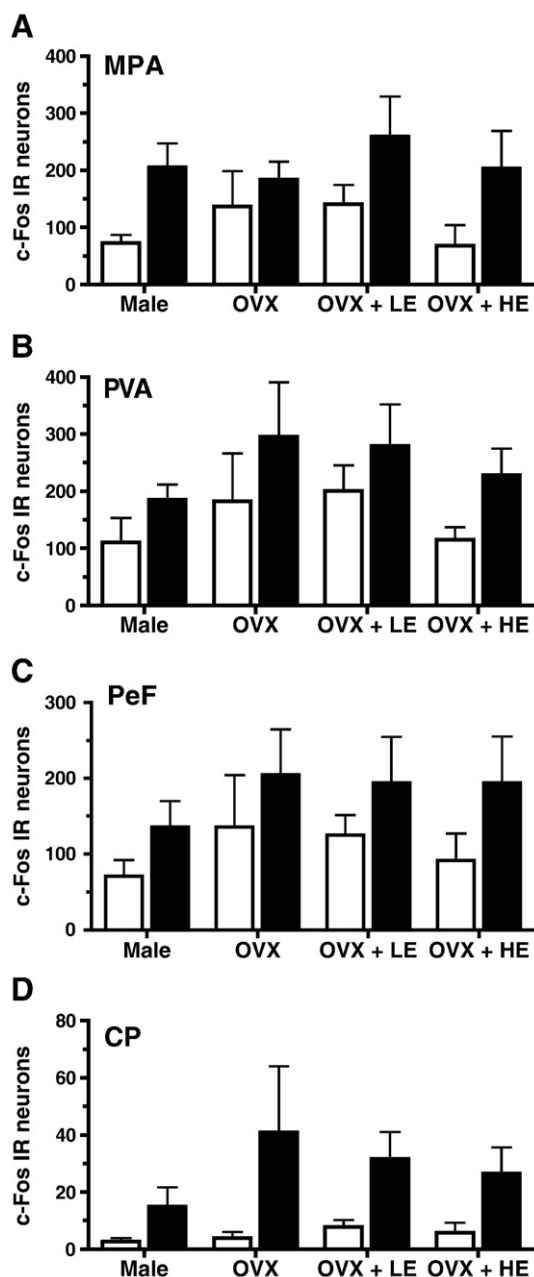 A
MPA
c-Fos IR neurons
400
300
200
100
0
Male OVX OVX + LE OVX + HE
B
PVA
c-Fos IR neurons
400
300
200
100
0
Male OVX OVX + LE OVX + HE
C
PeF
c-Fos IR neurons
300
200
100
0
Male OVX OVX + LE OVX + HE
D
CP
c-Fos IR neurons
80
60
40
20
0
Male OVX OVX + LE OVX + HE